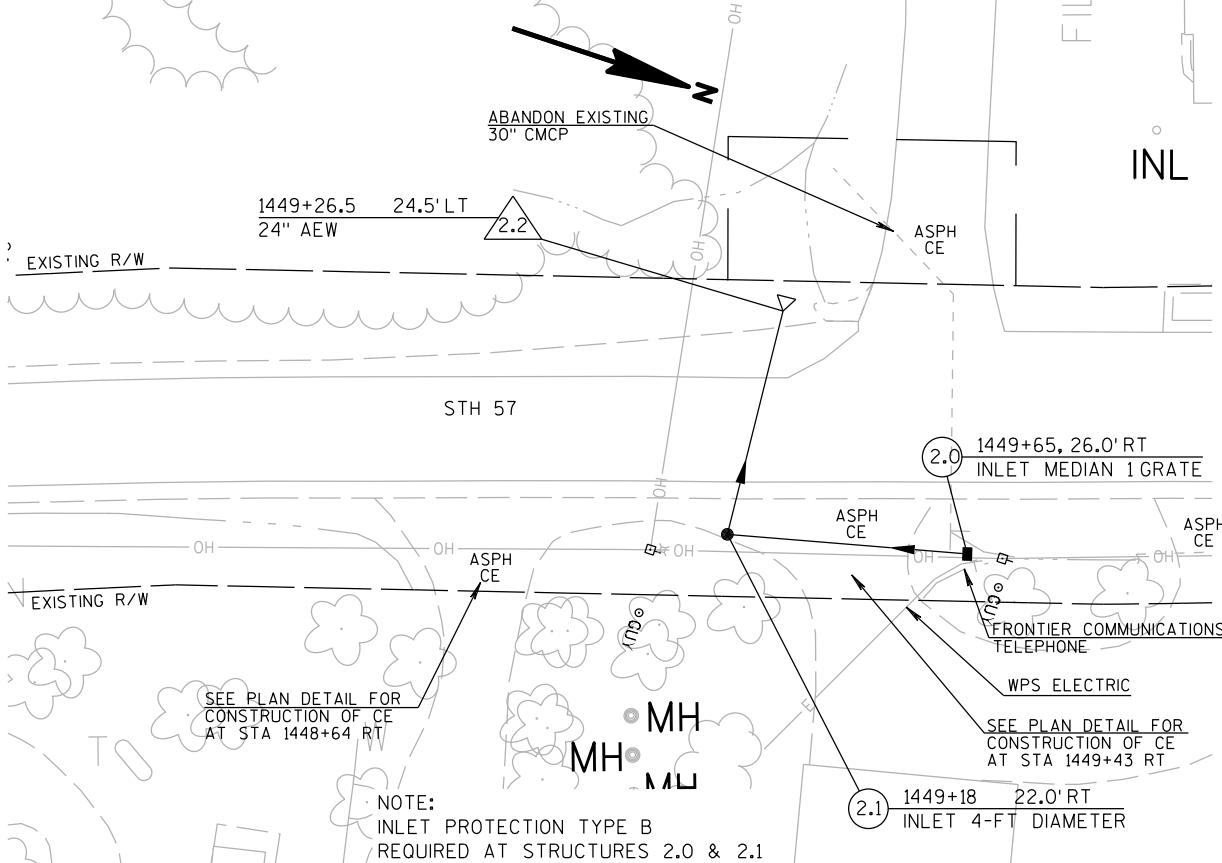 OH
FIL
N
ABANDON EXISTING
30" CMCP
INL
1449+26.5 24.5' LT
24" AEW
2.2
ASPH
CE
OH
EXISTING R/W
STH 57
2.0
1449+65, 26.0' RT
INLET MEDIAN 1 GRATE
OH
ASPH
CE
ASPH
CE
OH
OH
OH
OH
OH
ASPH
CE
EXISTING R/W
GUY
GUY
FRONTIER COMMUNICATIONS
TELEPHONE
WPS ELECTRIC
E
SEE PLAN DETAIL FOR
CONSTRUCTION OF CE
AT STA 1448+64 RT
MH
SEE PLAN DETAIL FOR
CONSTRUCTION OF CE
AT STA 1449+43 RT
T
W
MH
MH
2.1
1449+18 22.0' RT
INLET 4-FT DIAMETER
NOTE:
INLET PROTECTION TYPE B
REQUIRED AT STRUCTURES 2.0 & 2.1